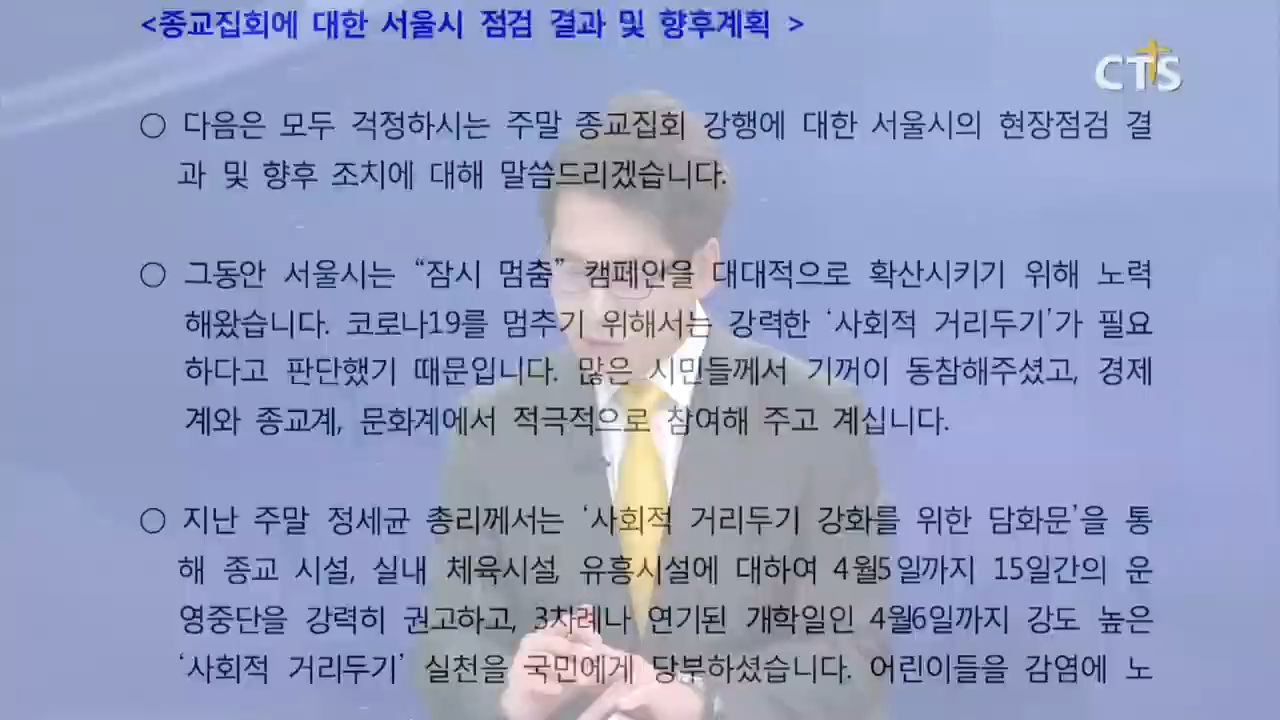 <종교집회에 대한 서울시 점검 결과 및 향후계획 >
CTS
○ 다음은 모두 걱정하시는 주말 종교집회 강행에 대한 서울시의 현장점검 결
과 및 향후 조치에 대해 말씀드리겠습니다.
○ 그동안 서울시는 “잠시 멈춤” 캠페인을 대대적으로 확산시키기 위해 노력
해왔습니다. 코로나19를 멈추기 위해서는 강력한 ‘사회적 거리두기’가 필요
하다고 판단했기 때문입니다. 많은 시민들께서 기꺼이 동참해주셨고, 경제
계와 종교계, 문화계에서 적극적으로 참여해 주고 계십니다.
○ 지난 주말 정세균 총리께서는 ‘사회적 거리두기 강화를 위한 담화문’을 통
해 종교 시설, 실내 체육시설, 유흥시설에 대하여 4월5일까지 15일간의 운
영중단을 강력히 권고하고, 3차례나 연기된 개학일인 4월6일까지 강도 높은
‘사회적 거리두기’ 실천을 국민에게 당부하셨습니다. 어린이들을 감염에 노